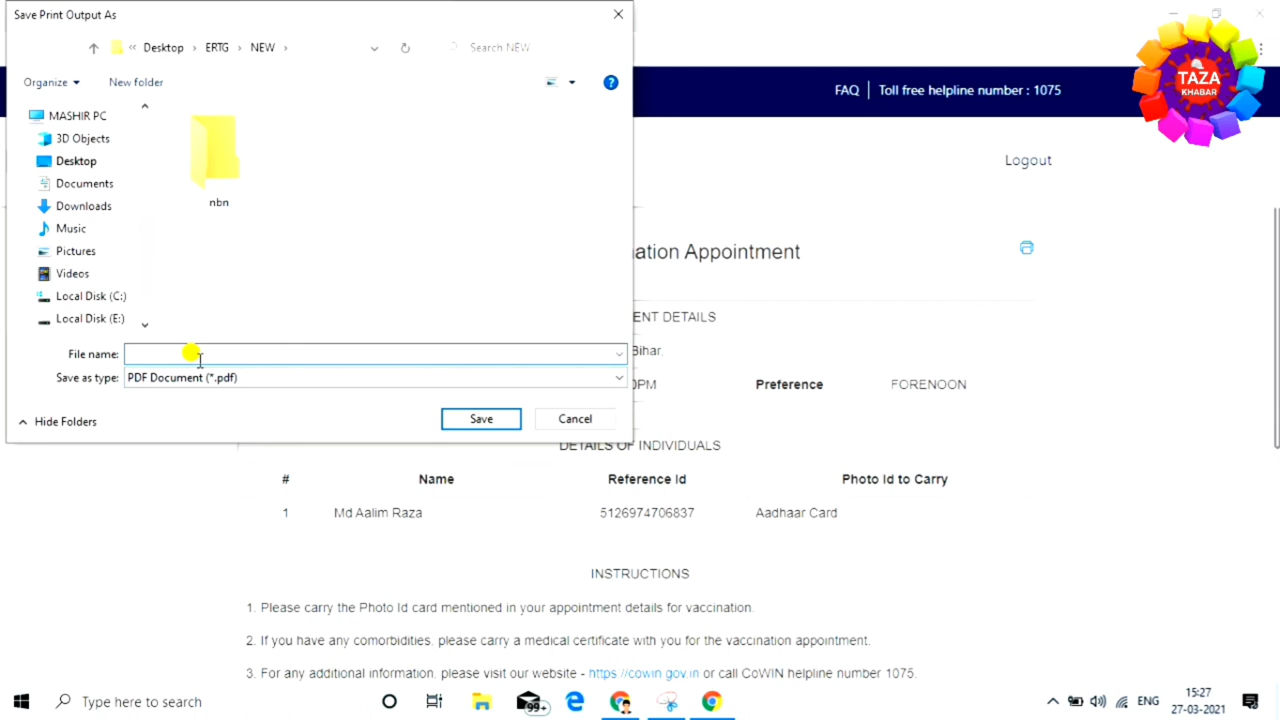 Save Print Output As
« Desktop › ERTG › NEW ›
Search NEW
Organize
New folder
FAQ | Toll free helpline number : 1075
TAZA
KHABAR
MASHIR PC
3D Objects
Desktop
Documents
Downloads
Music
Pictures
Videos
Local Disk (C:)
Local Disk (E:)
nbn
Logout
ation Appointment
ENT DETAILS
File name:
Bihar,
Save as type: PDF Document (*.pdf)
0PM Preference FORENOON
Hide Folders
Save
Cancel
DETAILS OF INDIVIDUALS
# Name Reference Id Photo Id to Carry
1 Md Aalim Raza 5126974706837 Aadhaar Card
INSTRUCTIONS
1. Please carry the Photo Id card mentioned in your appointment details for vaccination.
2. If you have any comorbidities, please carry a medical certificate with you for the vaccination appointment.
3. For any additional information, please visit our website - https://cowin.gov.in or call CoWIN helpline number 1075.
Type here to search
99+
ENG
15:27
27-03-2021